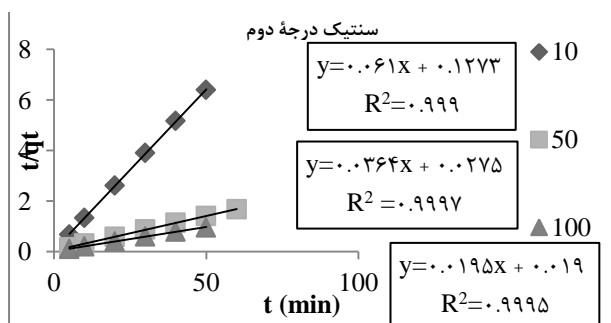 سنتیک درجۀ دوم
y=۰.۰۶۱x + ۰.۱۲۷۳
R²=۰.۹۹۹
y=۰.۰۳۶۴x + ۰.۰۲۷۵
R² =۰.۹۹۹۷
y=۰.۰۱۹۵x + ۰.۰۱۹
R²=۰.۹۹۹۵
10
50
100
t/qt
8
6
4
2
0
0 50 100
t (min)